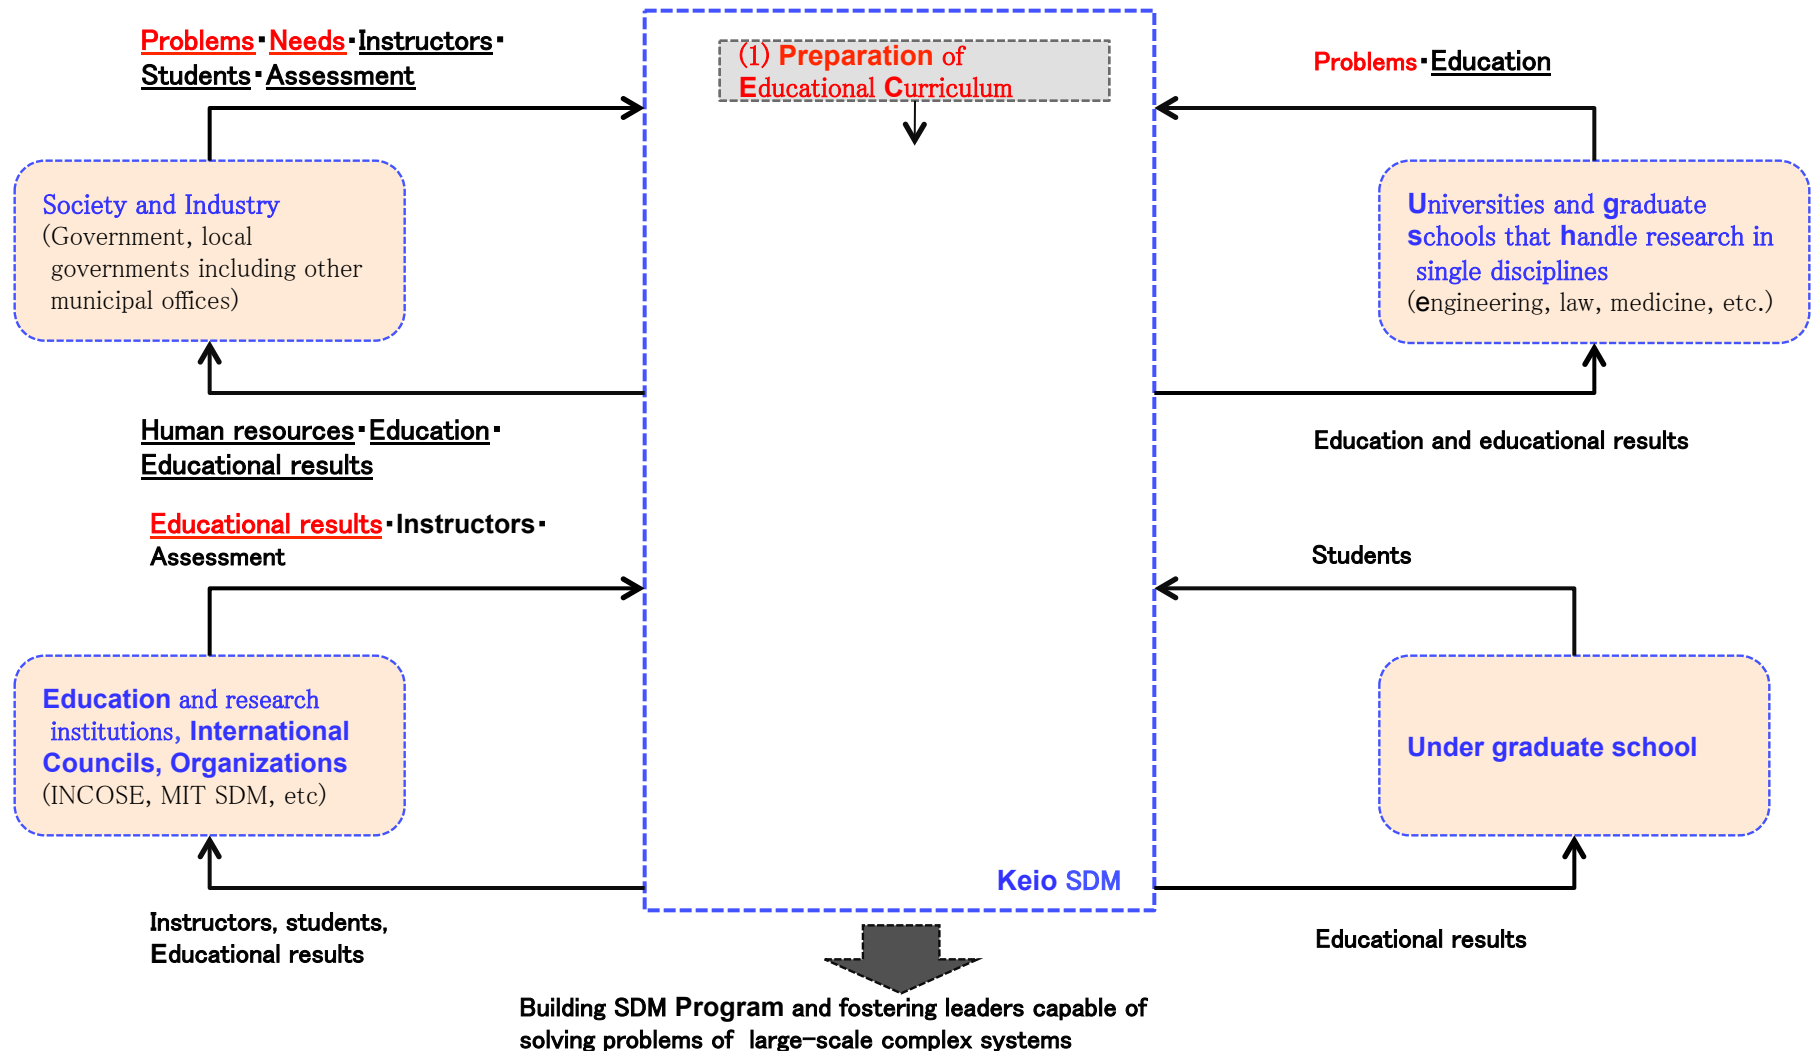 Problems・Needs・Instructors・
Students・Assessment
(1) Preparation of
Educational Curriculum
Problems・Education
Society and Industry
(Government, local
governments including other
municipal offices)
Universities and graduate
schools that handle research in
single disciplines
(engineering, law, medicine, etc.)
Human resources・Education・
Educational results
Education and educational results
Educational results・Instructors・
Assessment
Students
Education and research
institutions, International
Councils, Organizations
(INCOSE, MIT SDM, etc)
Under graduate school
Keio SDM
Instructors, students,
Educational results
Educational results
Building SDM Program and fostering leaders capable of
solving problems of large-scale complex systems